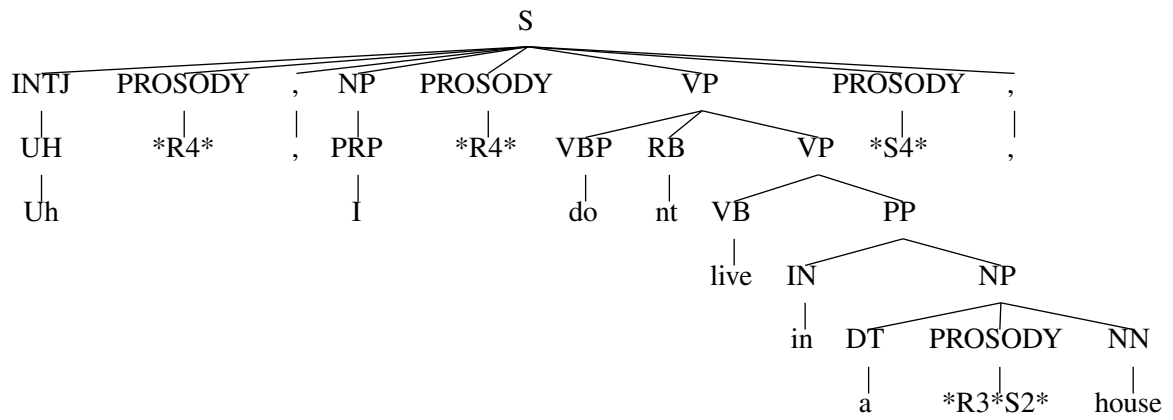 S
INTJ PROSODY , NP PROSODY VP PROSODY ,
UH *R4* , PRP *R4* VBP RB VP *S4* ,
Uh I do nt VB PP
live IN NP
in DT PROSODY NN
a *R3*S2* house